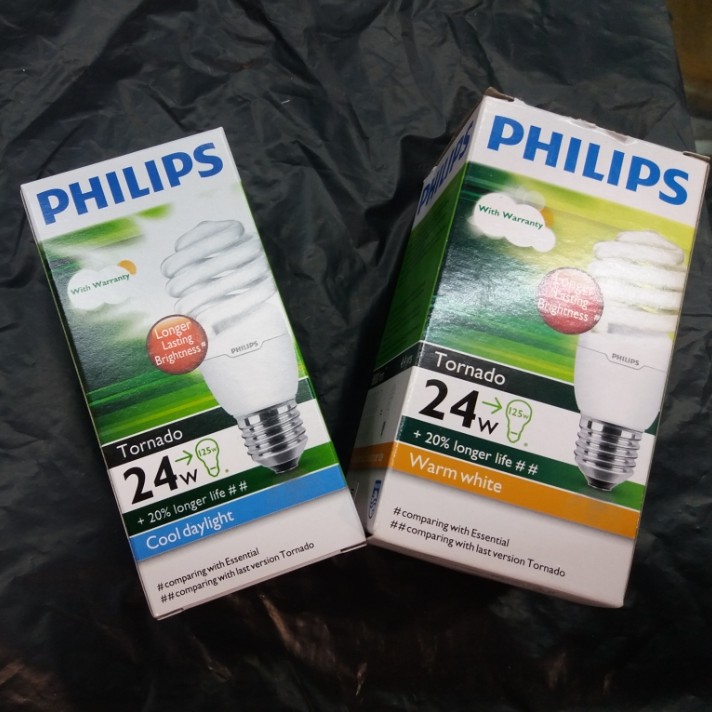 PHILIPS
With Warranty
Longer
Lasting
Brightness#
PHILIPS
Tornado
24W
125W
+ 20% longer life ##
Cool daylight
#comparing with Essential
##comparing with last version Tornado
PHILIPS
PHILIPS
With Warranty
Longer
Lasting
Brightness#
PHILIPS
Tornado
24W
125W
+ 20% longer life ##
Warm white
#comparing with Essential
##comparing with last version Tornado